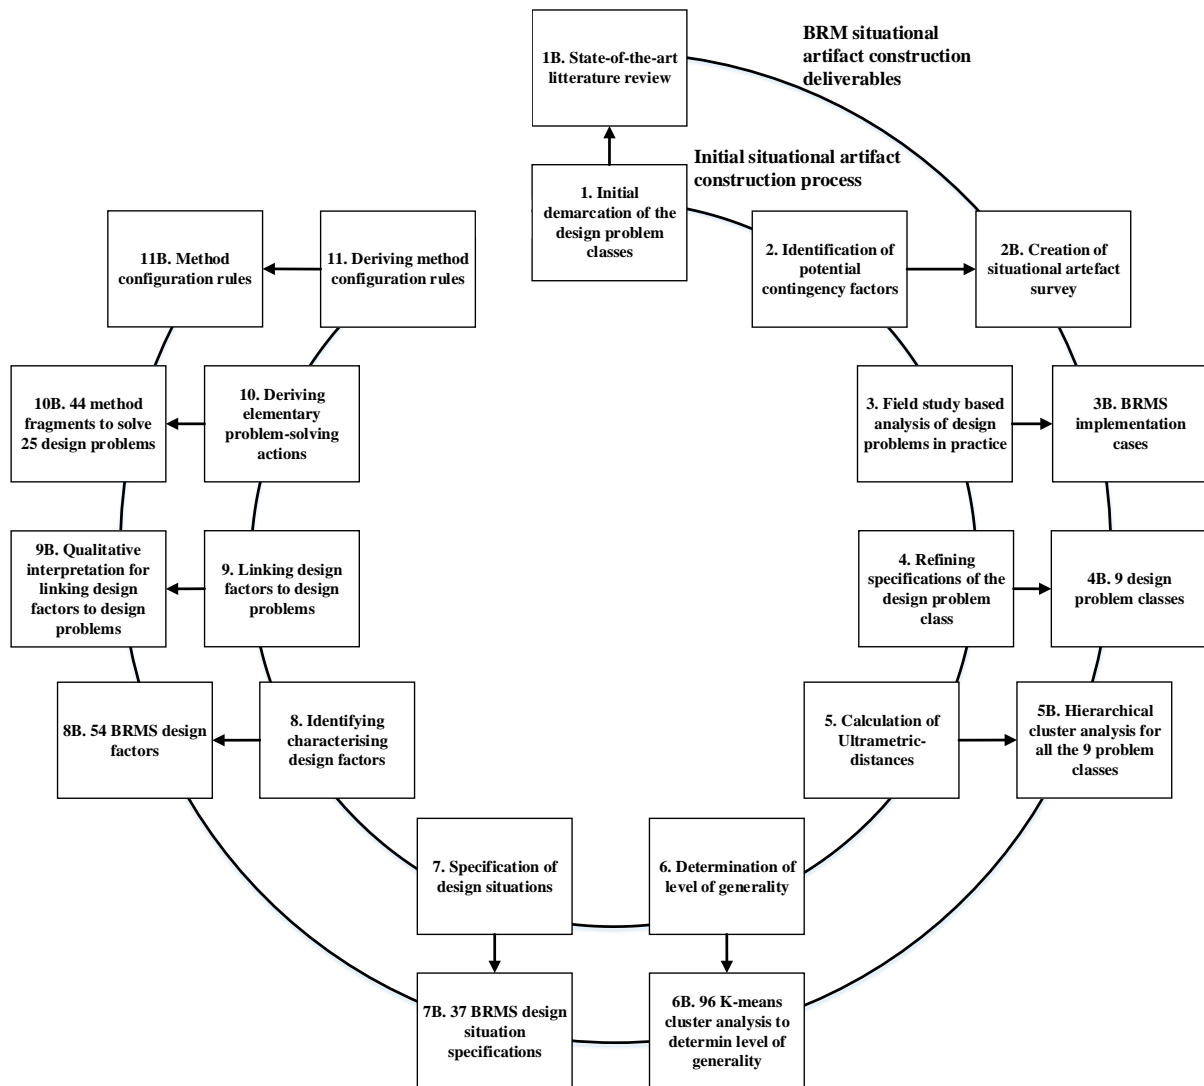 BRM situational
artifact construction
deliverables
1B. State-of-the-art
litterature review
Initial situational artifact
construction process
1. Initial
demarcation of the
design problem
classes
2. Identification of
potential
contingency factors
2B. Creation of
situational artefact
survey
3. Field study based
analysis of design
problems in practice
3B. BRMS
implementation
cases
4. Refining
specifications of the
design problem
class
4B. 9 design
problem classes
5. Calculation of
Ultrametric-
distances
5B. Hierarchical
cluster analysis for
all the 9 problem
classes
6. Determination of
level of generality
6B. 96 K-means
cluster analysis to
determin level of
generality
7. Specification of
design situations
7B. 37 BRMS design
situation
specifications
8. Identifying
characterising
design factors
8B. 54 BRMS design
factors
9. Linking design
factors to design
problems
9B. Qualitative
interpretation for
linking design
factors to design
problems
10. Deriving
elementary
problem-solving
actions
10B. 44 method
fragments to solve
25 design problems
11. Deriving method
configuration rules
11B. Method
configuration rules